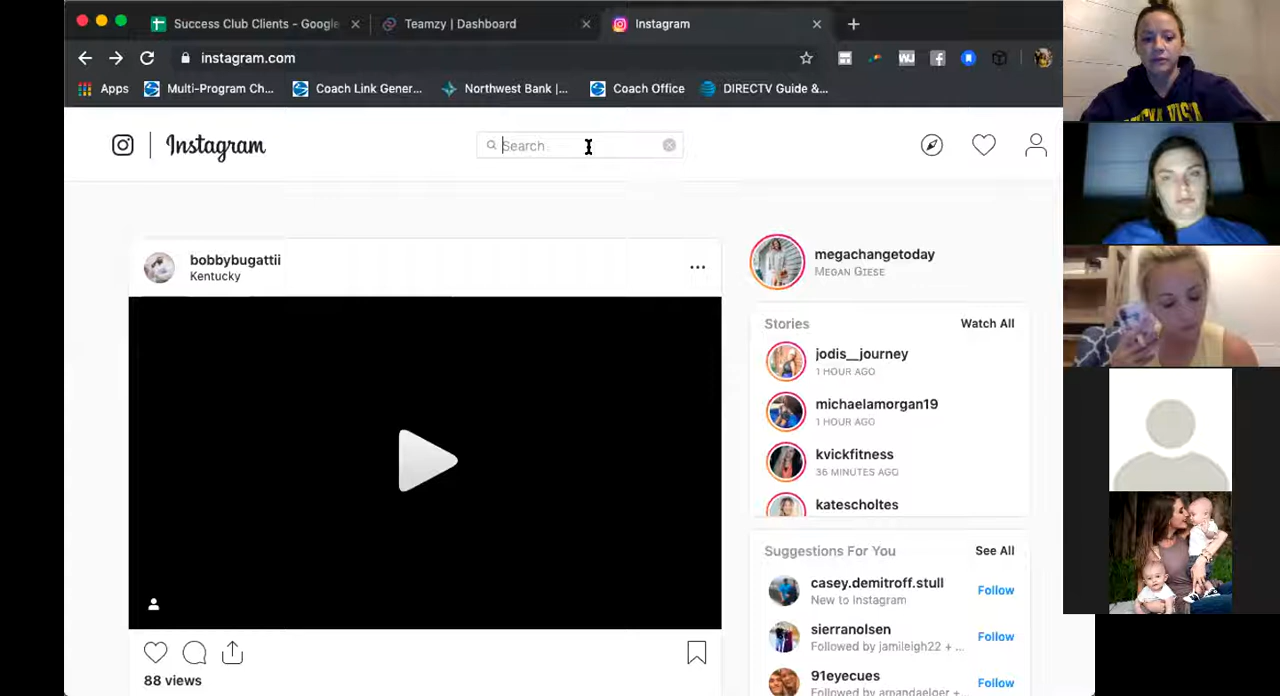 Success Club Clients - Google
Teamzy | Dashboard
Instagram
instagram.com
WJ
Apps
Multi-Program Ch...
Coach Link Gener...
Northwest Bank |...
Coach Office
DIRECTV Guide &...
Instagram
Search
bobbybugattii
Kentucky
megachangetoday
MEGAN GIESE
Stories
Watch All
jodis__journey
1 HOUR AGO
michaelamorgan19
1 HOUR AGO
kvickfitness
36 MINUTES AGO
katescholtes
Suggestions For You
See All
casey.demitroff.stull
New to Instagram
Follow
sierranolsen
Followed by jamileigh22 + ...
Follow
91eyecues
Followed by
Follow
88 views